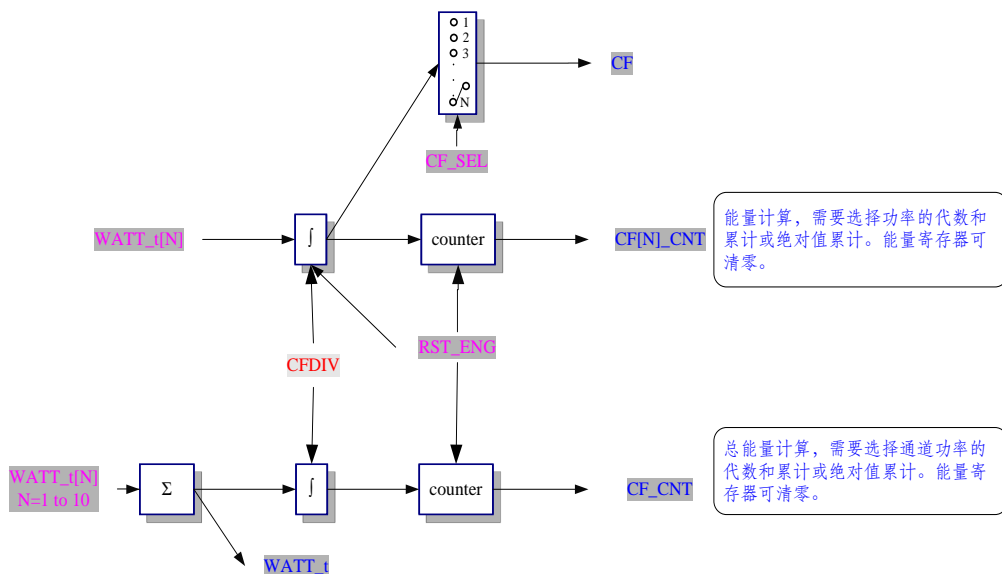 1
2
3
.
.
.
N
CF
CF_SEL
WATT_t[N]
∫
counter
CF[N]_CNT
能量计算，需要选择功率的代数和
累计或绝对值累计。能量寄存器可
清零。
CFDIV
RST_ENG
WATT_t[N]
N=1 to 10
Σ
∫
counter
CF_CNT
总能量计算，需要选择通道功率的
代数和累计或绝对值累计。能量寄
存器可清零。
WATT_t